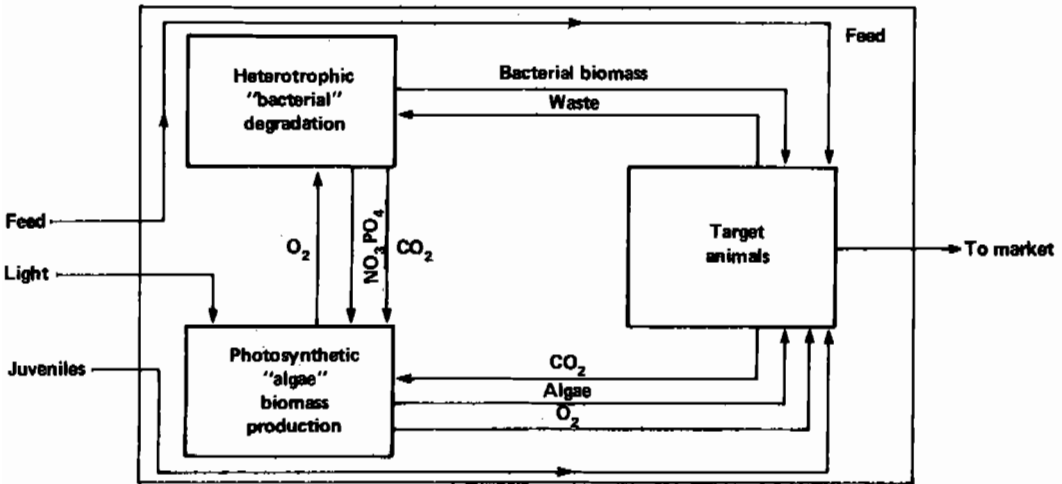 Feed
Heterotrophic
"bacterial"
degradation
Bacterial biomass
Waste
Feed
O₂
NO₃ PO₄
CO₂
Target
animals
To market
Light
Juveniles
Photosynthetic
"algae"
biomass
production
CO₂
Algae
O₂